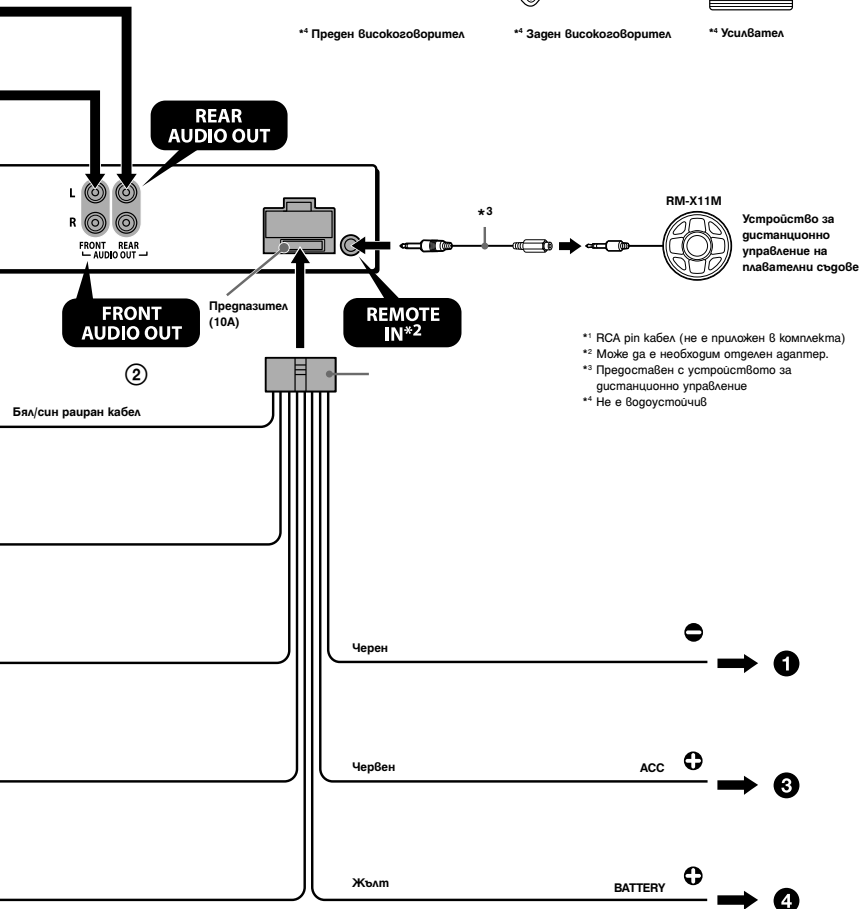 *4 Преден високоговорител
*4 Заден високоговорител
*4 Усилвател
REAR
AUDIO OUT
L
R
FRONT REAR
AUDIO OUT
FRONT
AUDIO OUT
Предпазител
(10A)
REMOTE
IN*2
*3
RM-X11M
Устройство за
дистанционно
управление на
плавателни съдове
*1 RCA pin кабел (не е приложен в комплекта)
*2 Може да е необходим отделен адаптер.
*3 Предоставен с устройството за
дистанционно управление
*4 Не е водоустойчив
2
Бял/син раиран кабел
Черен
1
Червен
ACC
3
Жълт
BATTERY
4